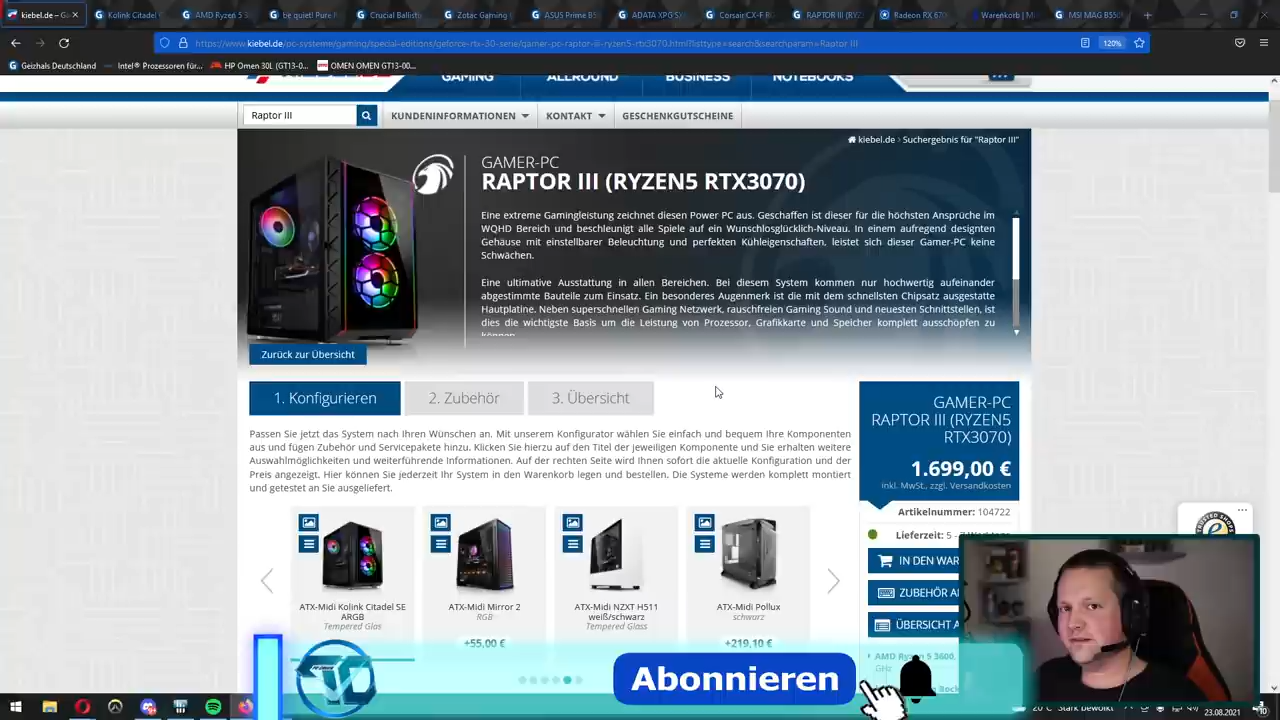 kiebel.de –
Kolink Citadel
AMD Ryzen 5 3
be quiet! Pure
Crucial Ballisti
Zotac Gaming
ASUS Prime B5
ADATA XPG SX
Corsair CX-F R
RAPTOR III (RYZ
Radeon RX 670
Warenkorb | Mi
MSI MAG B550
https://www.kiebel.de/pc-systeme/gaming/special-editions/geforce-rtx-30-serie/gamer-pc-raptor-iii-ryzen5-rtx3070.html?listtype=search&searchparam=Raptor III
120%
Geizhals Deutschland
Intel® Prozessoren für...
HP Omen 30L (GT13-0...
OMEN OMEN GT13-00...
GAMING
ALLROUND
BUSINESS
NOTEBOOKS
Raptor III
KUNDENINFORMATIONEN
KONTAKT
GESCHENKGUTSCHEINE
kiebel.de › Suchergebnis für "Raptor III"
GAMER-PC
RAPTOR III (RYZEN5 RTX3070)
Eine extreme Gamingleistung zeichnet diesen Power PC aus. Geschaffen ist dieser für die höchsten Ansprüche im
WQHD Bereich und beschleunigt alle Spiele auf ein Wunschlosglücklich-Niveau. In einem aufregend designten
Gehäuse mit einstellbarer Beleuchtung und perfekten Kühleigenschaften, leistet sich dieser Gamer-PC keine
Schwächen.
Eine ultimative Ausstattung in allen Bereichen. Bei diesem System kommen nur hochwertig aufeinander
abgestimmte Bauteile zum Einsatz. Ein besonderes Augenmerk ist die mit dem schnellsten Chipsatz ausgestatte
Hauptplatine. Neben superschnellen Gaming Netzwerk, rauschfreien Gaming Sound und neuesten Schnittstellen, ist
dies die wichtigste Basis um die Leistung von Prozessor, Grafikkarte und Speicher komplett ausschöpfen zu
können.
Zurück zur Übersicht
1. Konfigurieren
2. Zubehör
3. Übersicht
Passen Sie jetzt das System nach Ihren Wünschen an. Mit unserem Konfigurator wählen Sie einfach und bequem Ihre Komponenten
aus und fügen Zubehör und Servicepakete hinzu. Klicken Sie hierzu auf den Titel der jeweiligen Komponente und Sie erhalten weitere
Auswahlmöglichkeiten und weiterführende Informationen. Auf der rechten Seite wird Ihnen sofort die aktuelle Konfiguration und der
Preis angezeigt. Hier können Sie jederzeit Ihr System in den Warenkorb legen und bestellen. Die Systeme werden komplett montiert
und getestet an Sie ausgeliefert.
GAMER-PC
RAPTOR III (RYZEN5
RTX3070)
1.699,00 €
inkl. MwSt., zzgl. Versandkosten
Artikelnummer: 104722
Lieferzeit: 5 -
IN DEN WAR
ZUBEHÖR A
ÜBERSICHT A
AMD Ryzen 5 3600,
GHz
ATX-Midi Kolink Citadel SE
ARGB
Tempered Glas
ATX-Midi Mirror 2
RGB
+55,00 €
ATX-Midi NZXT H511
weiß/schwarz
Tempered Glass
ATX-Midi Pollux
schwarz
+219,10 €
Abonnieren
20°C Stark bewölkt
23.08.2021